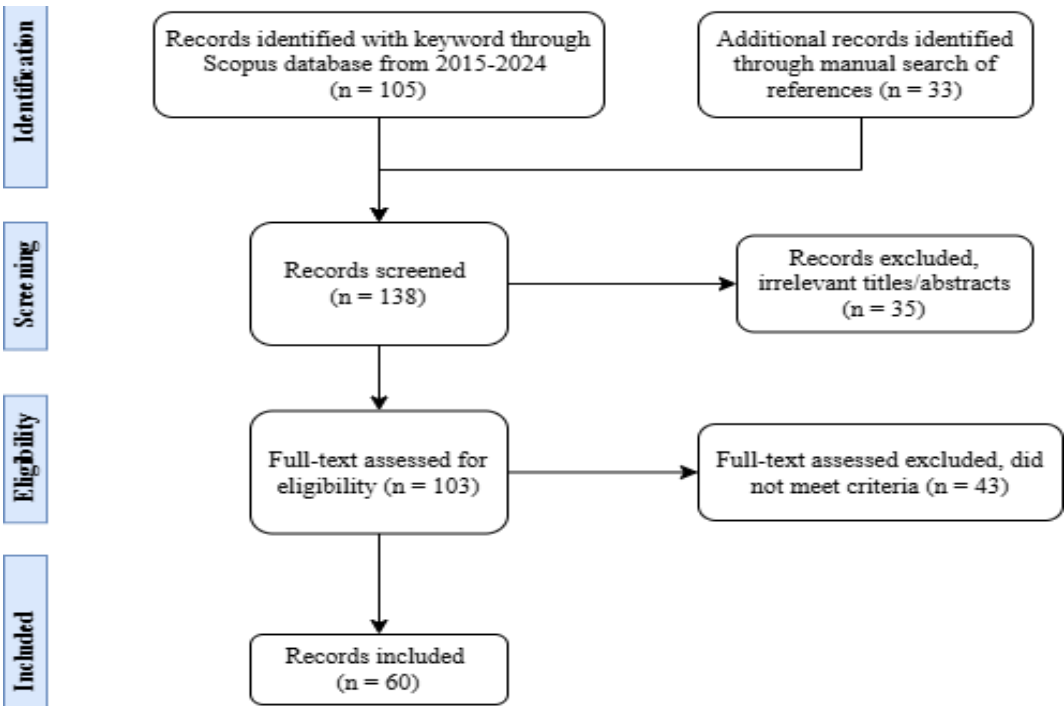 Identification
Records identified with keyword through
Scopus database from 2015-2024
(n = 105)
Additional records identified
through manual search of
references (n = 33)
Screening
Records screened
(n = 138)
Records excluded,
irrelevant titles/abstracts
(n = 35)
Eligibility
Full-text assessed for
eligibility (n = 103)
Full-text assessed excluded, did
not meet criteria (n = 43)
Included
Records included
(n = 60)